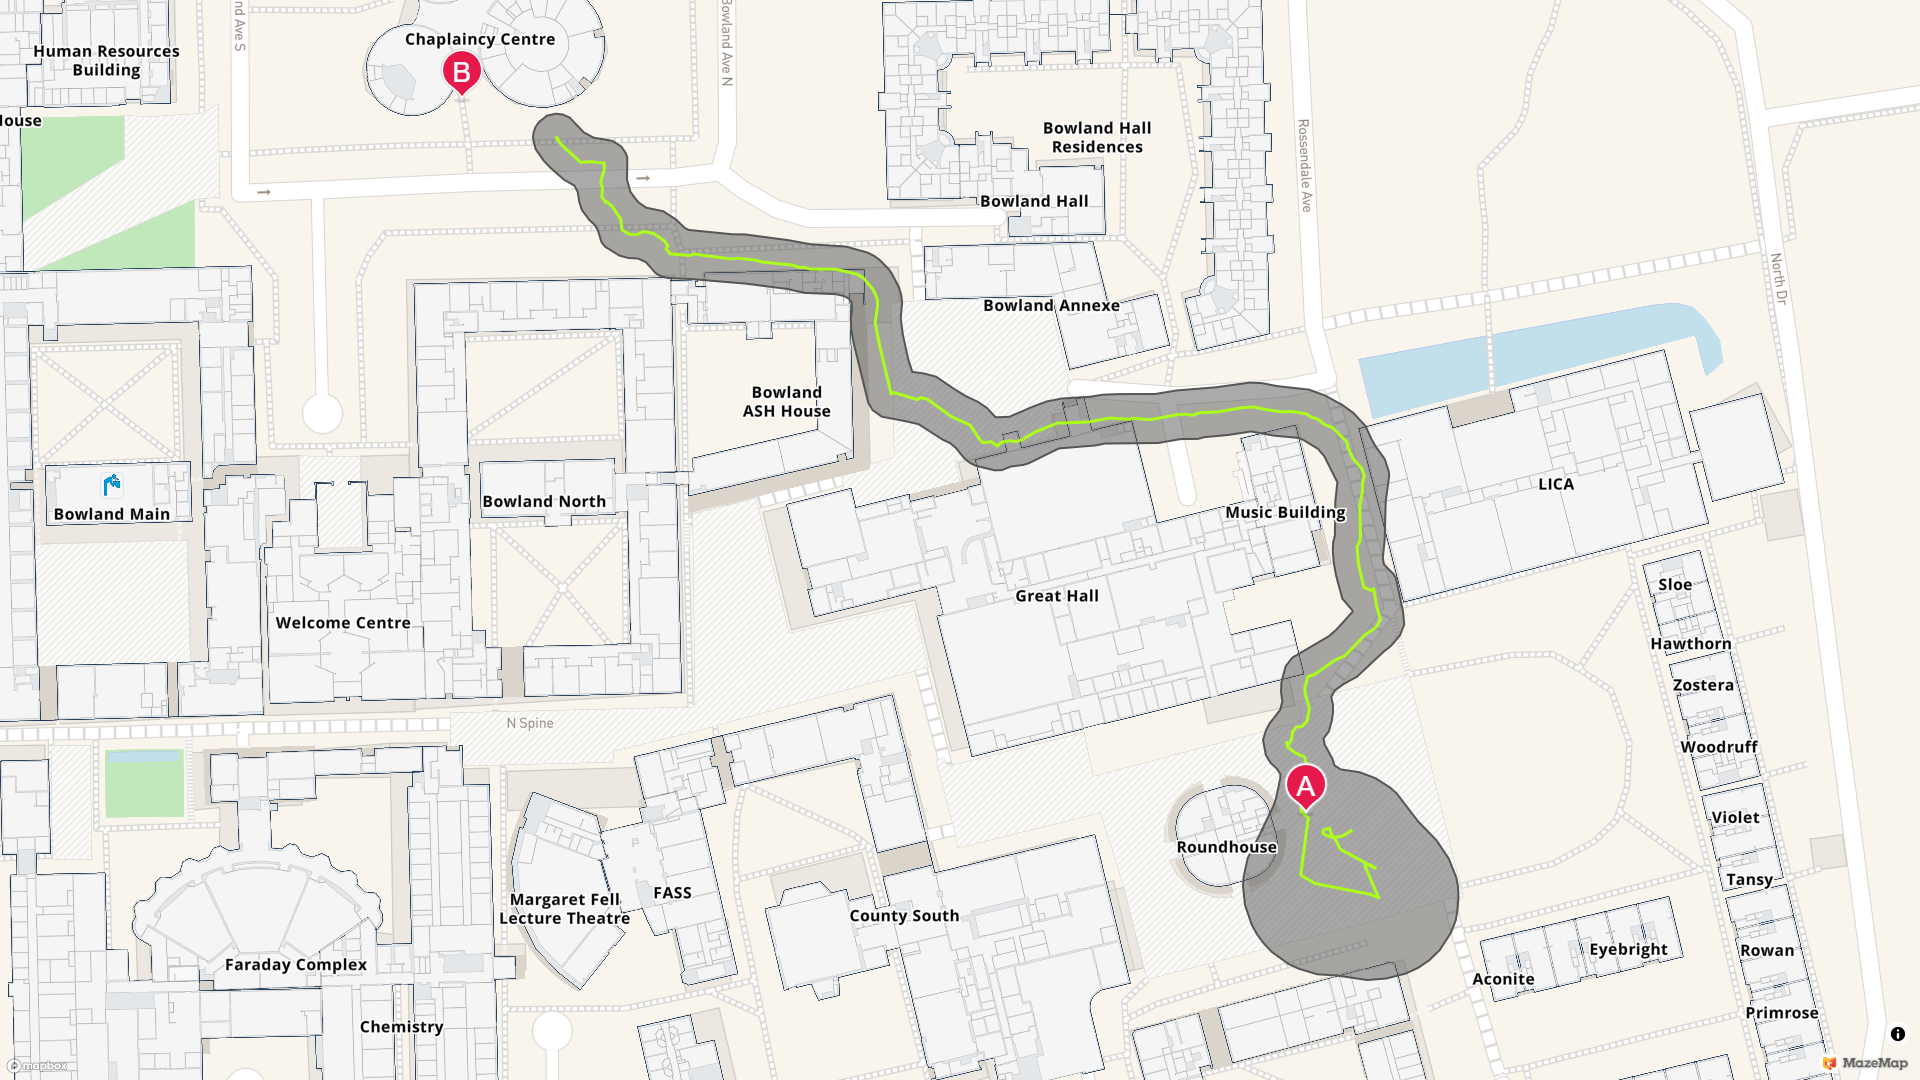 nd Ave S
Bowland Ave N
Chaplaincy Centre
Human Resources
Building
B
House
Bowland Hall
Residences
Rossendale Ave
Bowland Hall
North Dr
Bowland Annexe
Bowland
ASH House
LICA
Bowland North
Bowland Main
Music Building
Sloe
Great Hall
Welcome Centre
Hawthorn
Zostera
N Spine
Woodruff
A
Violet
Roundhouse
Tansy
FASS
Margaret Fell
Lecture Theatre
County South
Eyebright
Rowan
Faraday Complex
Aconite
Primrose
Chemistry
mapbox
MazeMap